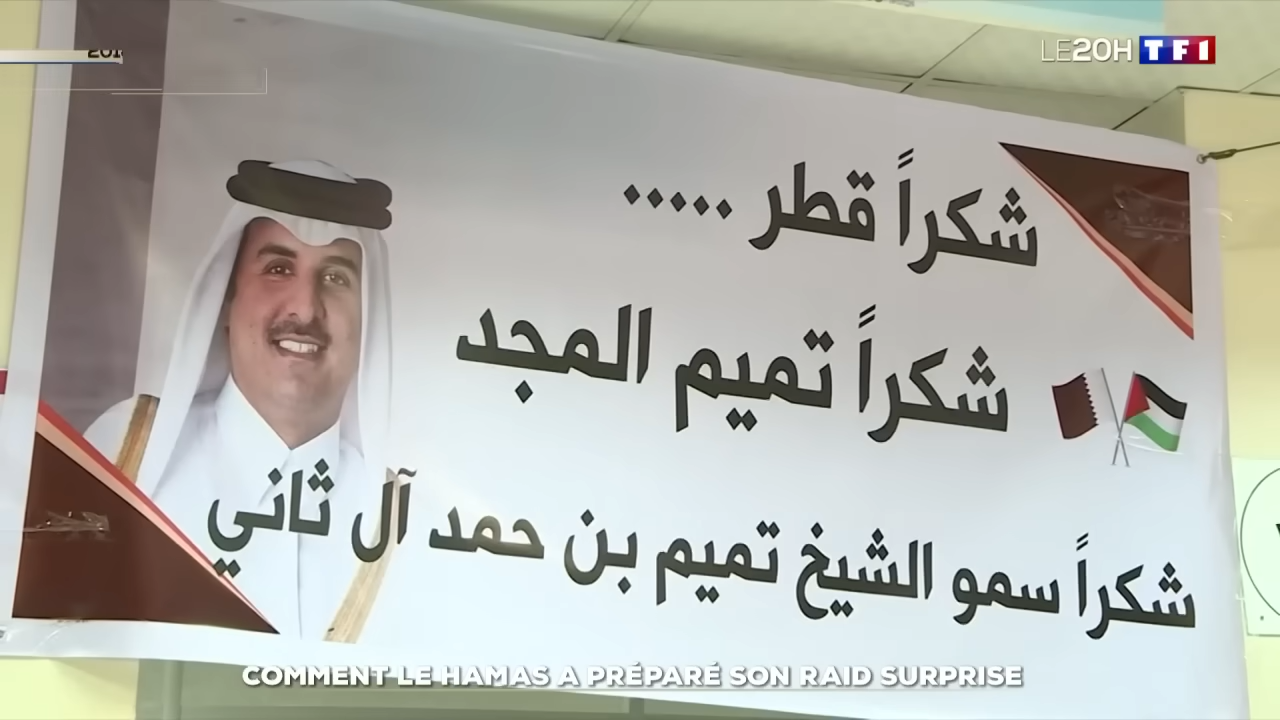 LE20H TF1
شكراً قطر .....
شكراً تميم المجد
شكراً سمو الشيخ تميم بن حمد آل ثاني
COMMENT LE HAMAS A PRÉPARÉ SON RAID SURPRISE